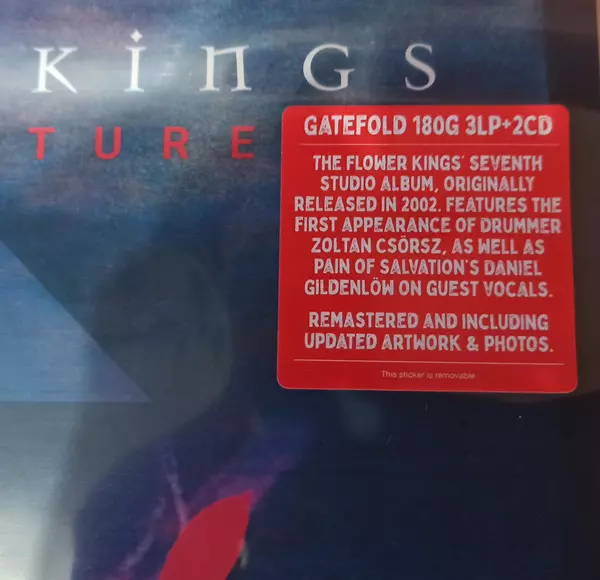 KiNGS
TURE
GATEFOLD 180G 3LP+2CD
THE FLOWER KINGS' SEVENTH
STUDIO ALBUM, ORIGINALLY
RELEASED IN 2002. FEATURES THE
FIRST APPEARANCE OF DRUMMER
ZOLTAN CSÖRSZ, AS WELL AS
PAIN OF SALVATION'S DANIEL
GILDENLÖW ON GUEST VOCALS.
REMASTERED AND INCLUDING
UPDATED ARTWORK & PHOTOS.
This sticker is removable